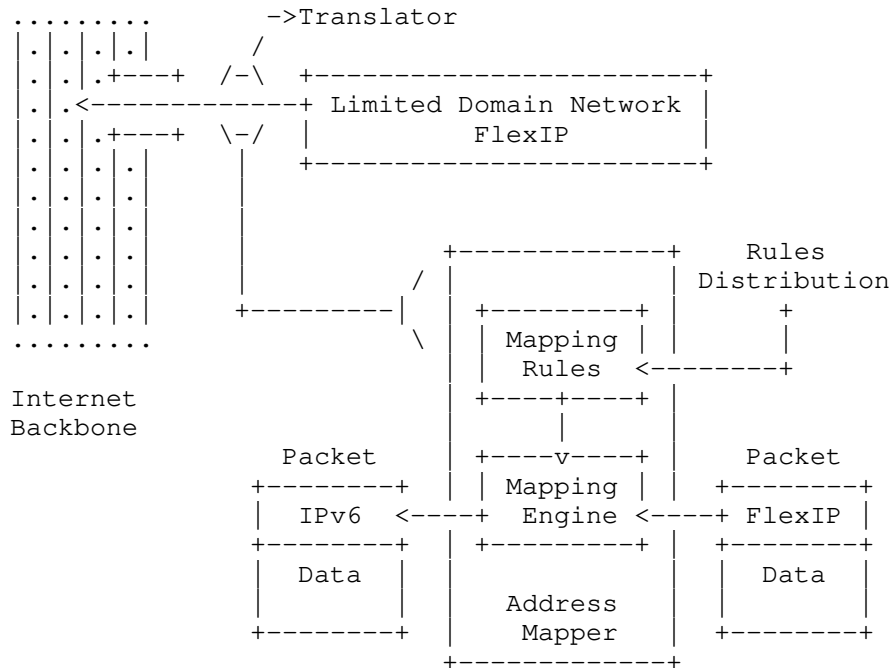 ->Translator
Limited Domain Network
FlexIP
Rules
Distribution
Mapping
Rules
Internet
Backbone
Packet
Packet
Mapping
IPv6
Engine
FlexIP
Data
Data
Address
Mapper